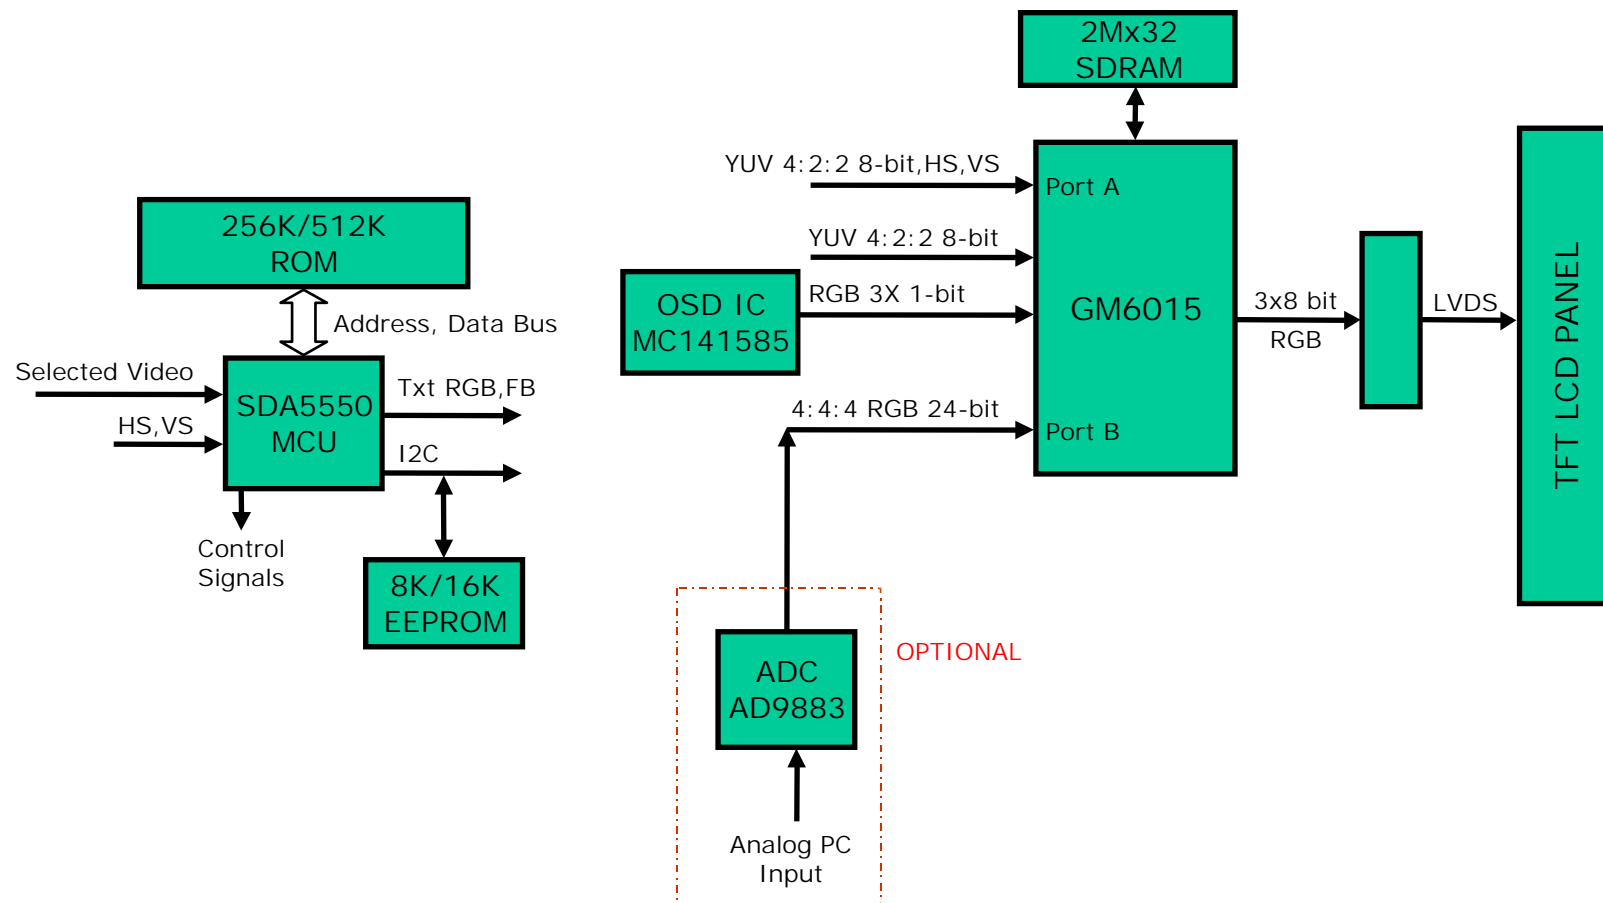 2Mx32
SDRAM
YUV 4:2:2 8-bit,HS,VS
Port A
256K/512K
ROM
YUV 4:2:2 8-bit
OSD IC
MC141585
RGB 3X 1-bit
GM6015
3x8 bit
RGB
LVDS
TFT LCD PANEL
Address, Data Bus
Selected Video
HS,VS
SDA5550
MCU
Txt RGB,FB
I2C
4:4:4 RGB 24-bit
Port B
Control
Signals
8K/16K
EEPROM
OPTIONAL
ADC
AD9883
Analog PC
Input